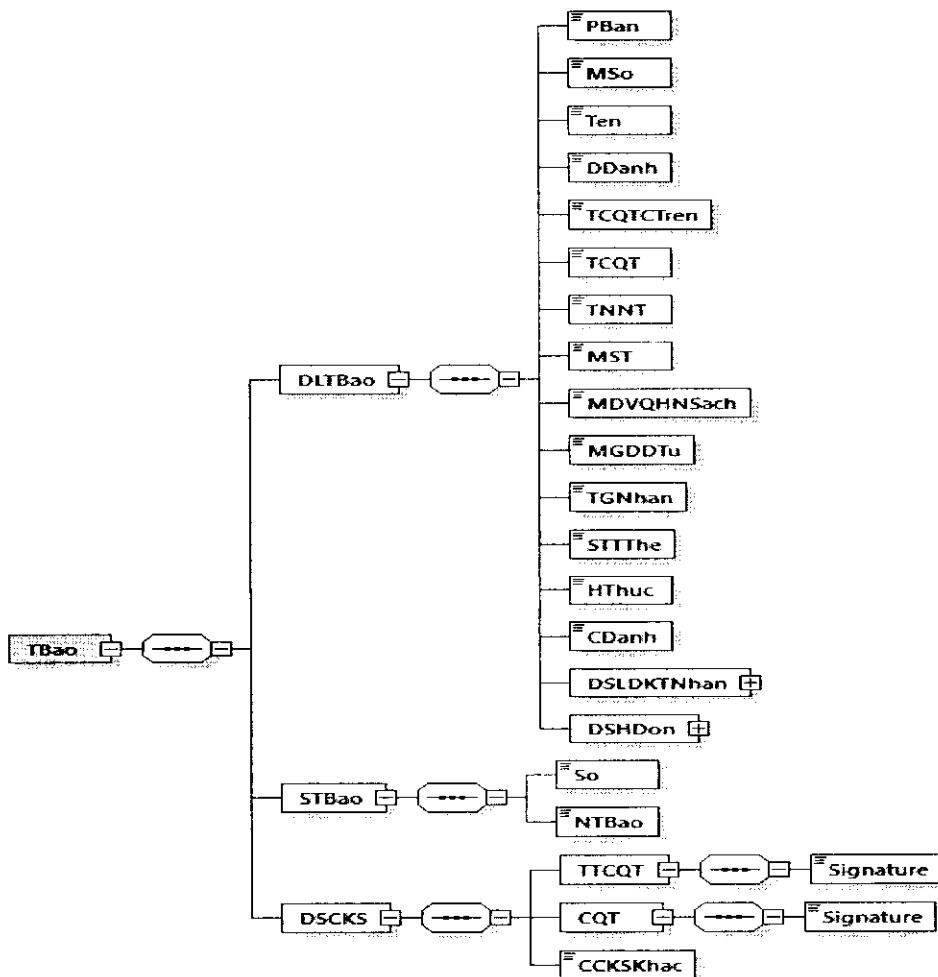 PBan
MSo
Ten
DDanh
TCQTCTren
TCQT
TNNT
DLTBao
MST
MDVQHNSach
MGDDTu
TGNhan
STTThe
HThuc
CDanh
TBao
DSLDKTNhan
DSHDon
So
STBao
NTBao
TTCQT Signature
DSCKS CQT Signature
CCKSKhac